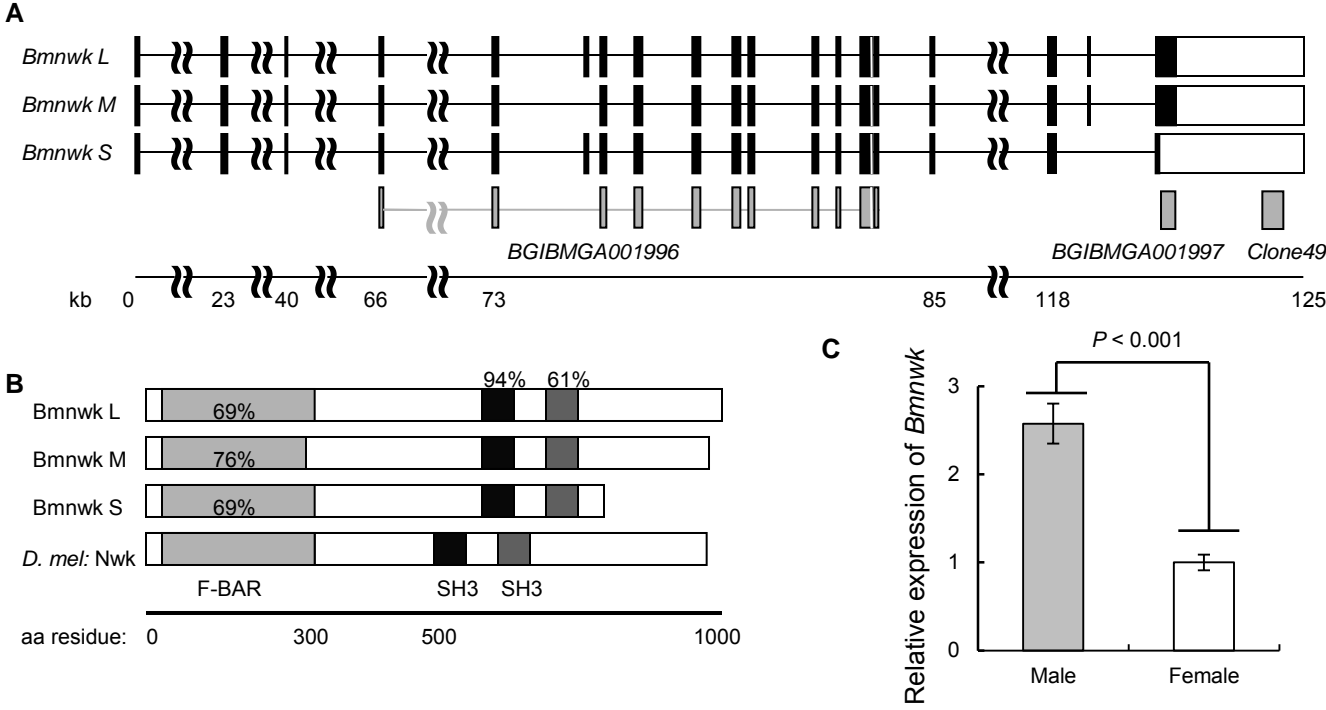 A
Bmnwk L
Bmnwk M
Bmnwk S
BGIBMGA001996
BGIBMGA001997
Clone49
kb 0 23 40 66 73 85 118 125
B
94% 61%
Bmnwk L 69%
Bmnwk M 76%
Bmnwk S 69%
D. mel: Nwk
F-BAR SH3 SH3
aa residue: 0 300 500 1000
C
P < 0.001
Relative expression of Bmnwk
3
2
1
0
Male Female